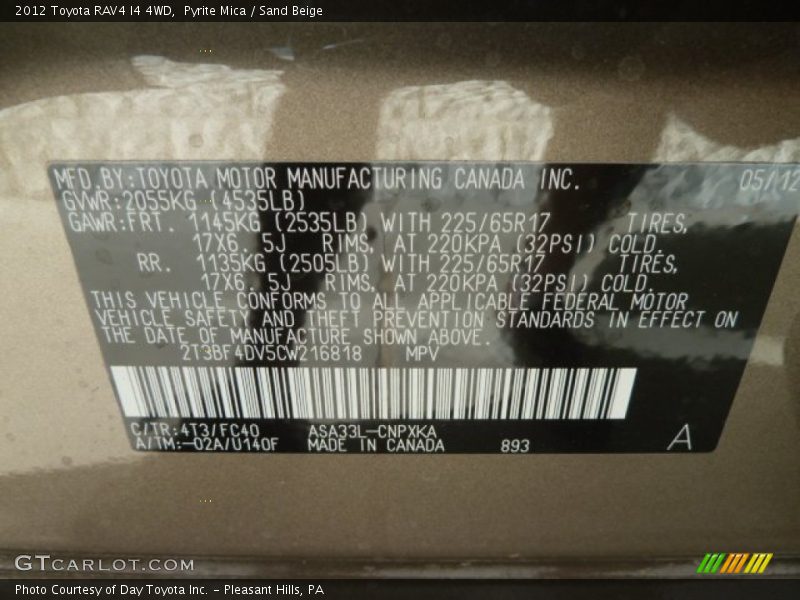 2012 Toyota RAV4 I4 4WD,  Pyrite Mica / Sand Beige
MFD.BY:TOYOTA MOTOR MANUFACTURING CANADA INC. 05/12
GVWR:2055KG (4535LB)
GAWR:FRT. 1145KG (2535LB) WITH 225/65R17 TIRES,
17X6.5J RIMS, AT 220KPA (32PSI) COLD.
RR. 1135KG (2505LB) WITH 225/65R17 TIRES,
17X6.5J RIMS, AT 220KPA (32PSI) COLD.
THIS VEHICLE CONFORMS TO ALL APPLICABLE FEDERAL MOTOR
VEHICLE SAFETY AND THEFT PREVENTION STANDARDS IN EFFECT ON
THE DATE OF MANUFACTURE SHOWN ABOVE.
2T3BF4DV5CW216818 MPV
C/TR:4T3/FC40 ASA33L-CNPXKA
A/TM:-02A/U140F MADE IN CANADA 893 A
GTCARLOT.COM
Photo Courtesy of Day Toyota Inc. - Pleasant Hills, PA